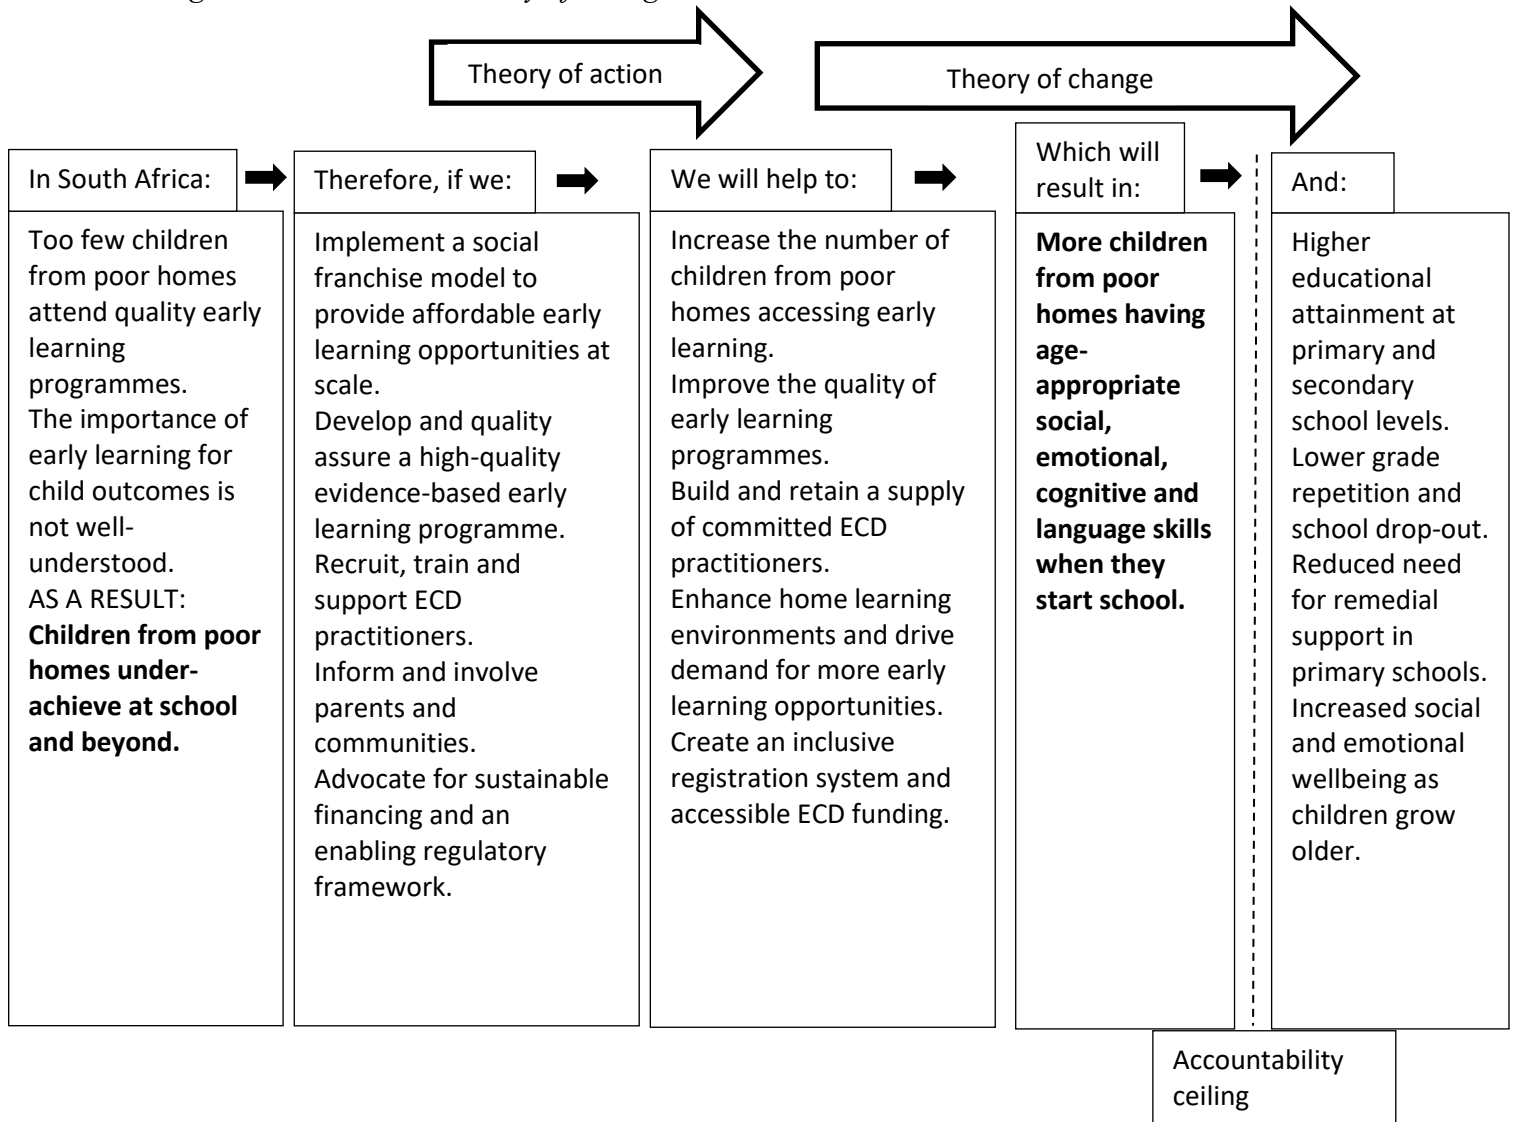 Theory of action
Theory of change
In South Africa:
Too few children
from poor homes
attend quality early
learning
programmes.
The importance of
early learning for
child outcomes is
not well-
understood.
AS A RESULT:
Children from poor
homes under-
achieve at school
and beyond.
Therefore, if we:
Implement a social
franchise model to
provide affordable early
learning opportunities at
scale.
Develop and quality
assure a high-quality
evidence-based early
learning programme.
Recruit, train and
support ECD
practitioners.
Inform and involve
parents and
communities.
Advocate for sustainable
financing and an
enabling regulatory
framework.
We will help to:
Increase the number of
children from poor
homes accessing early
learning.
Improve the quality of
early learning
programmes.
Build and retain a supply
of committed ECD
practitioners.
Enhance home learning
environments and drive
demand for more early
learning opportunities.
Create an inclusive
registration system and
accessible ECD funding.
Which will
result in:
More children
from poor
homes having
age-
appropriate
social,
emotional,
cognitive and
language skills
when they
start school.
And:
Higher
educational
attainment at
primary and
secondary
school levels.
Lower grade
repetition and
school drop-out.
Reduced need
for remedial
support in
primary schools.
Increased social
and emotional
wellbeing as
children grow
older.
Accountability
ceiling